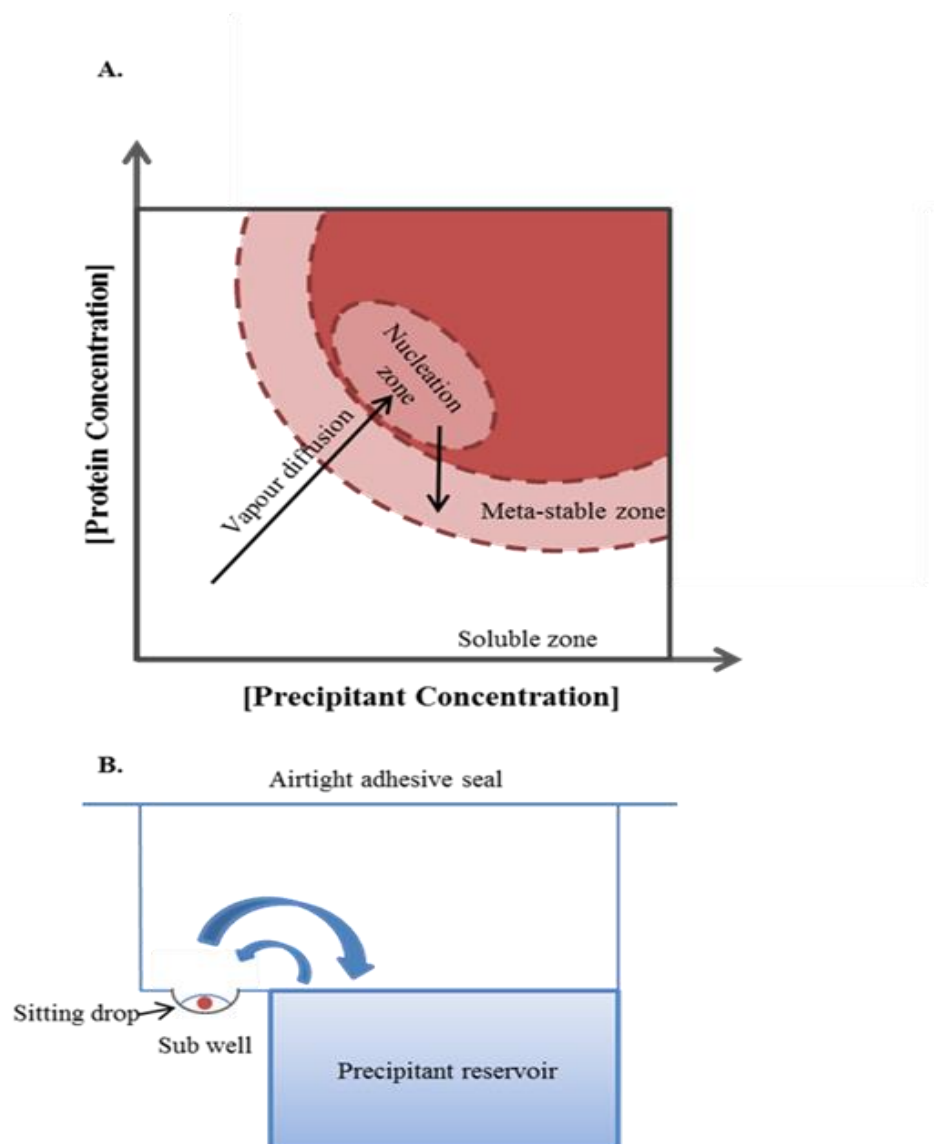 A.
[Protein Concentration]
Nucleation
zone
Vapour diffusion
Meta-stable zone
Soluble zone
[Precipitant Concentration]
B.
Airtight adhesive seal
Sitting drop
Sub well
Precipitant reservoir